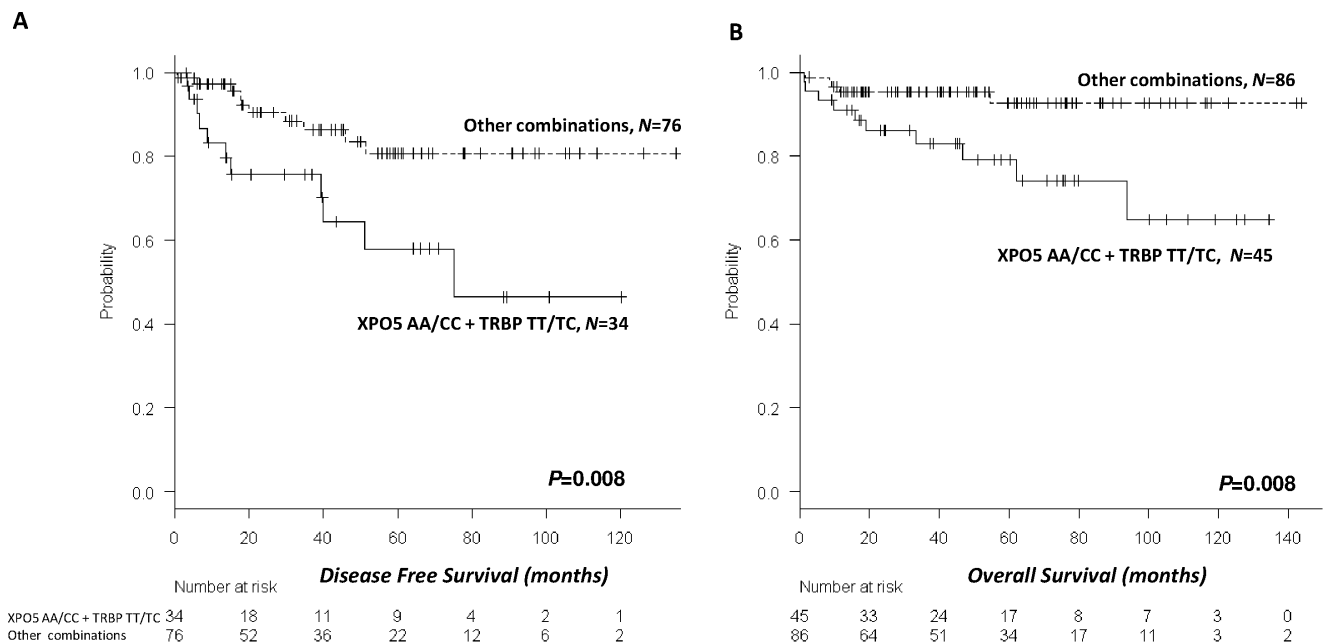 A
Probability
1.0
0.8
0.6
0.4
0.2
0.0
Other combinations, N=76
XPO5 AA/CC + TRBP TT/TC, N=34
P=0.008
0 20 40 60 80 100 120
Number at risk
Disease Free Survival (months)
XPO5 AA/CC + TRBP TT/TC 34 18 11 9 4 2 1
Other combinations 76 52 36 22 12 6 2
B
Probability
1.0
0.8
0.6
0.4
0.2
0.0
Other combinations, N=86
XPO5 AA/CC + TRBP TT/TC, N=45
P=0.008
0 20 40 60 80 100 120 140
Number at risk
Overall Survival (months)
45 33 24 17 8 7 3 0
86 64 51 34 17 11 3 2